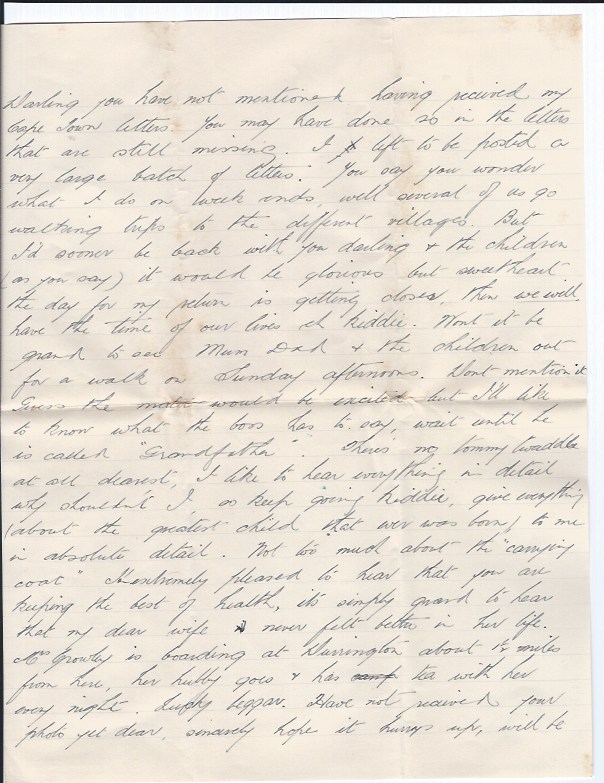 Darling you have not mentioned having received my
Cape Town letters. You may have done so in the letters
that are still missing. I left to be posted a
very large batch of letters. You say you wonder
what I do on week ends, well several of us go
walking trips to the different villages. But
I'd sooner be back with you darling & the children
(as you say) it would be glorious but sweetheart
the day for my return is getting closer, then we will
have the time of our lives eh Kiddie. Wont it be
grand to see Mum Dad & the children out
for a walk on Sunday afternoons. Dont mention it
Guess the mater would be excited but I'll like
to know what the boss has to say, wait until he
is called "Grandfather". There's no tommy twaddle
at all dearest, I like to hear everything in detail
why shouldn't I, so keep going Kiddie, give everything
(about the greatest child that ever was born) to me
in absolute detail. Not too much about the "carrying
coat" extremely pleased to hear that you are
keeping the best of health, its simply grand to hear
that my dear wife never felt better in her life.
Mrs is boarding at Durrington about 1½ miles
from here, her hubby goes & has camp tea with her
every night. Lucky beggar. Have not received your
photo yet dear, sincerely hope it hurrys up, will be